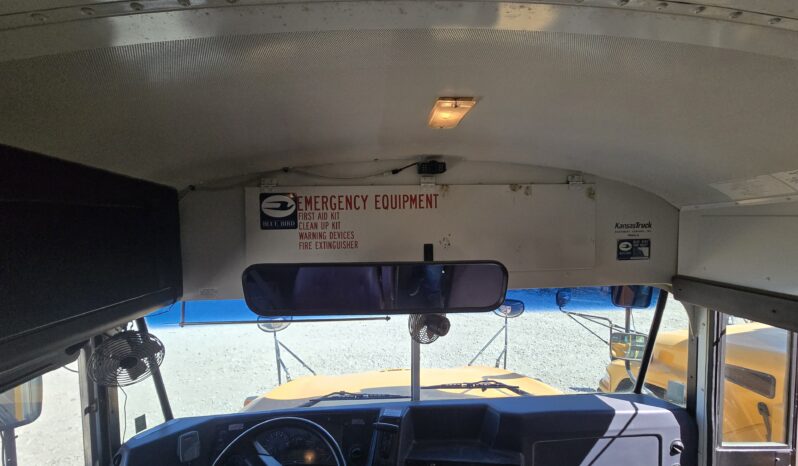 EMERGENCY EQUIPMENT
FIRST AID KIT
CLEAN UP KIT
WARNING DEVICES
FIRE EXTINGUISHER
BLUE BIRD
KansasTruck